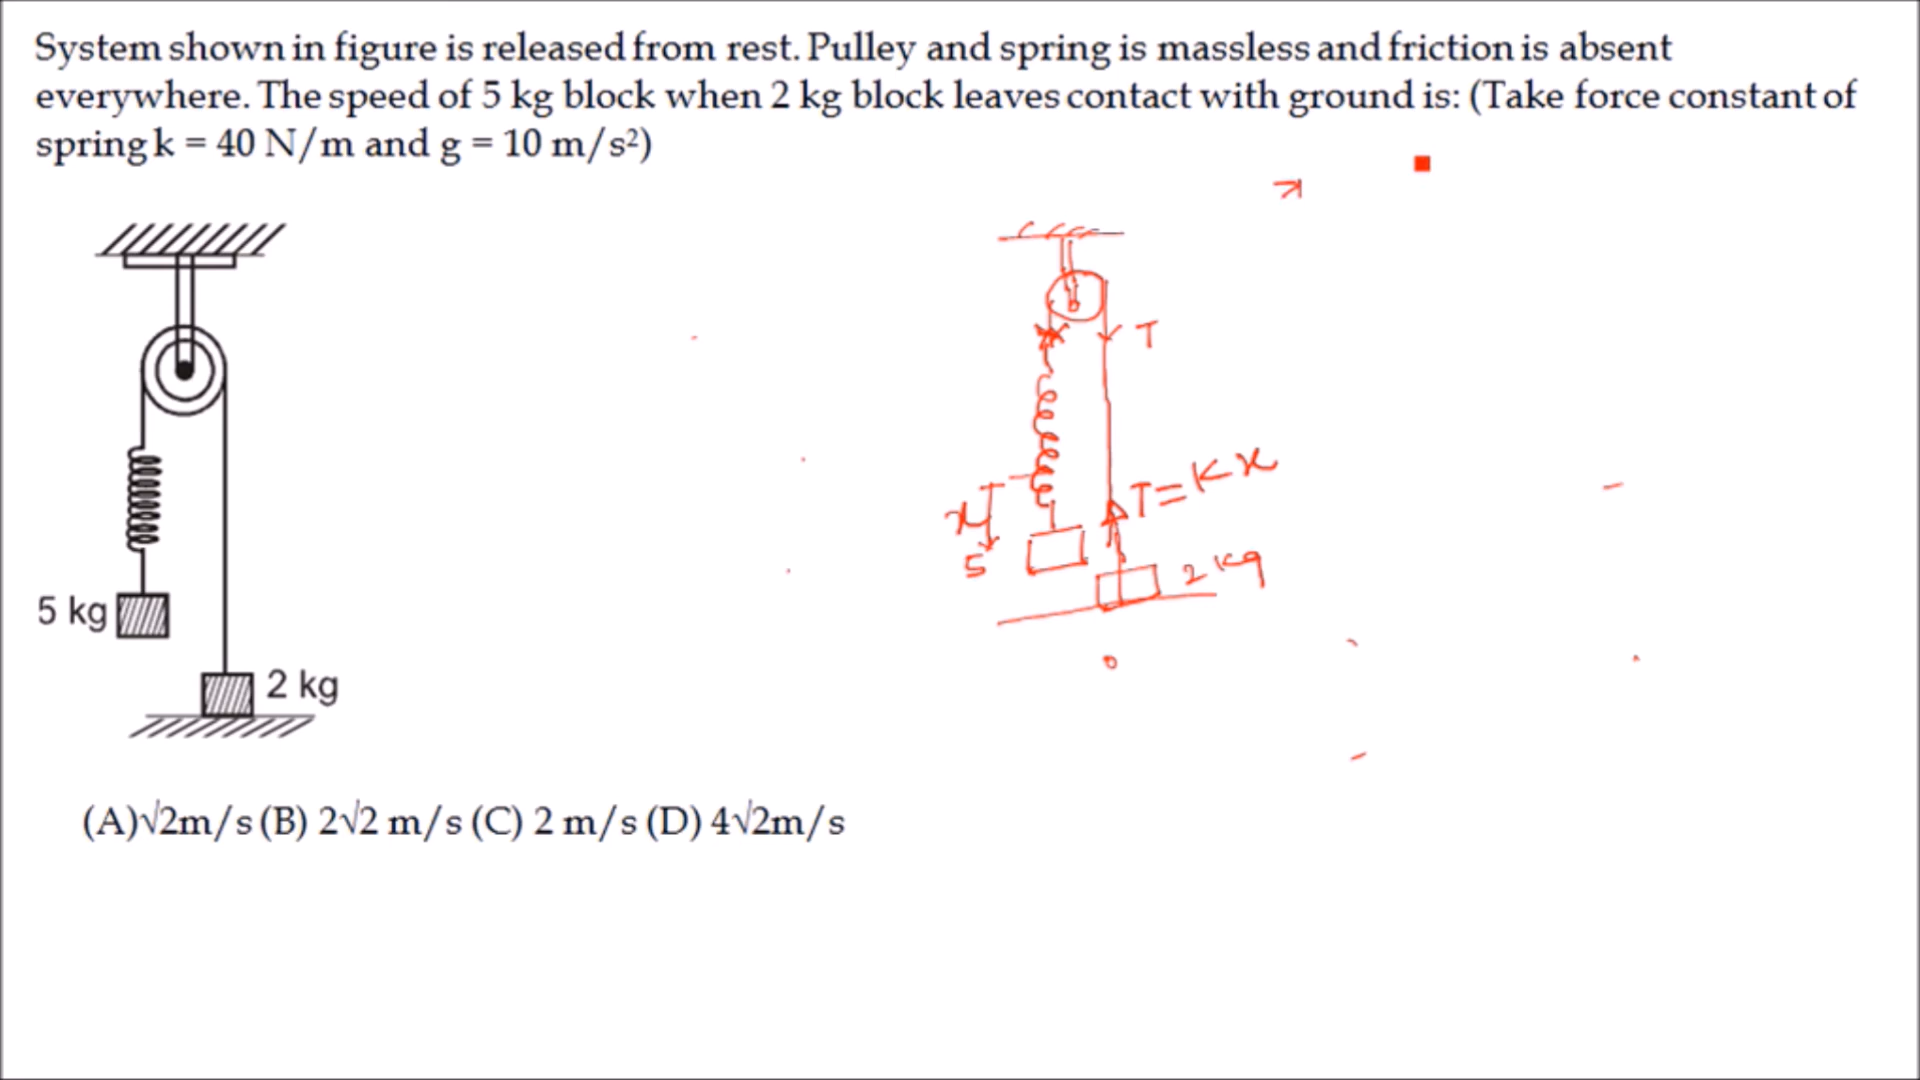 System shown in figure is released from rest. Pulley and spring is massless and friction is absent
everywhere. The speed of 5 kg block when 2 kg block leaves contact with ground is: (Take force constant of
spring k = 40 N/m and g = 10 m/s²)
T
T = Kx
x
5
2 kg
5 kg
2 kg
(A)√2m/s (B) 2√2 m/s (C) 2 m/s (D) 4√2m/s